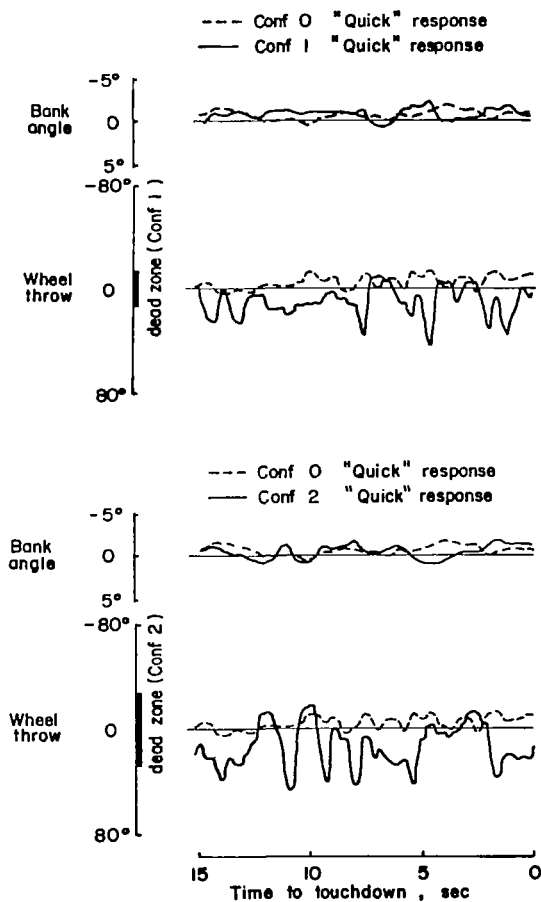 Conf 0 "Quick" response
Conf 1 "Quick" response
-5°
Bank
angle
0
5°
-80°
dead zone (Conf 1)
Wheel
throw
0
80°
Conf 0 "Quick" response
Conf 2 "Quick" response
-5°
Bank
angle
0
5°
-80°
dead zone (Conf 2)
Wheel
throw
0
80°
15 10 5 0
Time to touchdown , sec